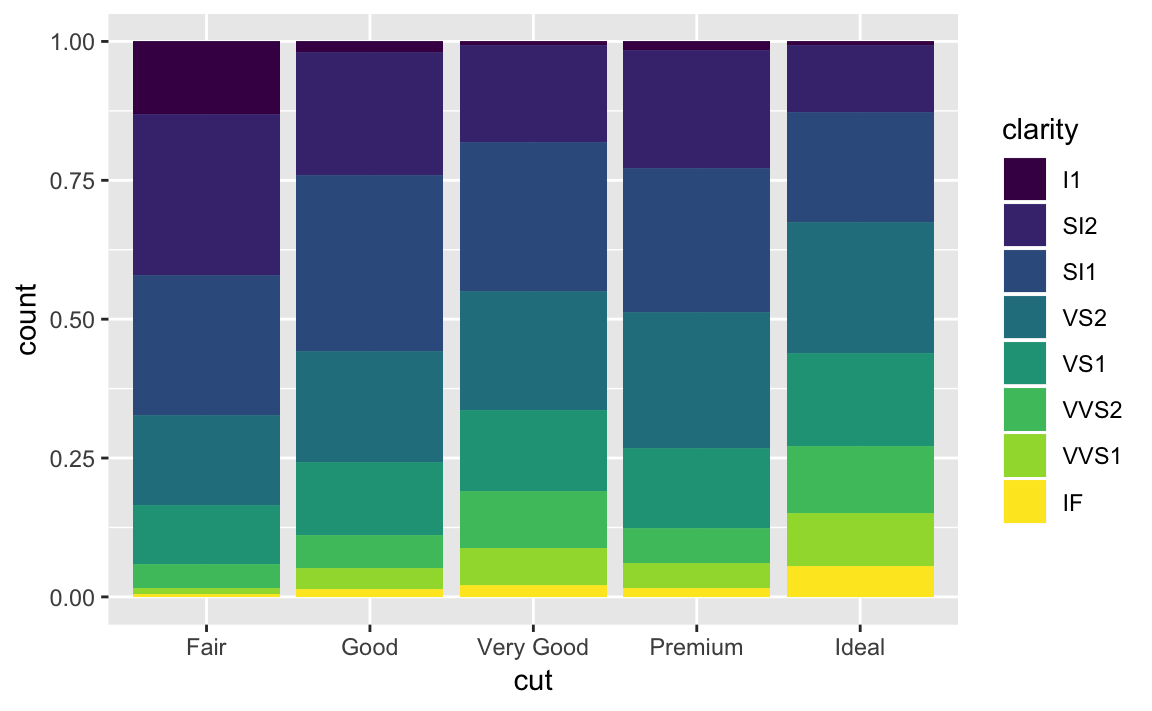 1.00
0.75
0.50
0.25
0.00
count
Fair
Good
Very Good
Premium
Ideal
cut
clarity
I1
SI2
SI1
VS2
VS1
VVS2
VVS1
IF